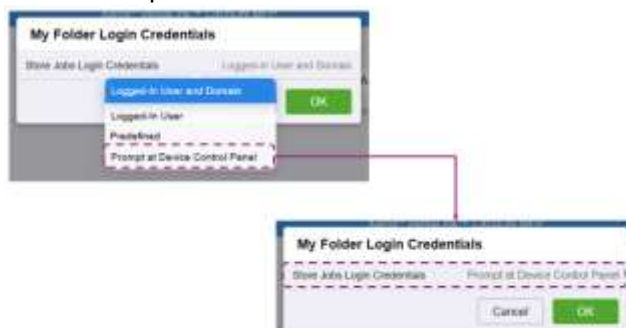 My Folder Login Credentials
Store Jobs Login Credentials Logged-In User and Domain
Logged-In User and Domain
OK
Logged-In User
Predefined
Prompt at Device Control Panel
My Folder Login Credentials
Store Jobs Login Credentials Prompt at Device Control Panel
Cancel OK